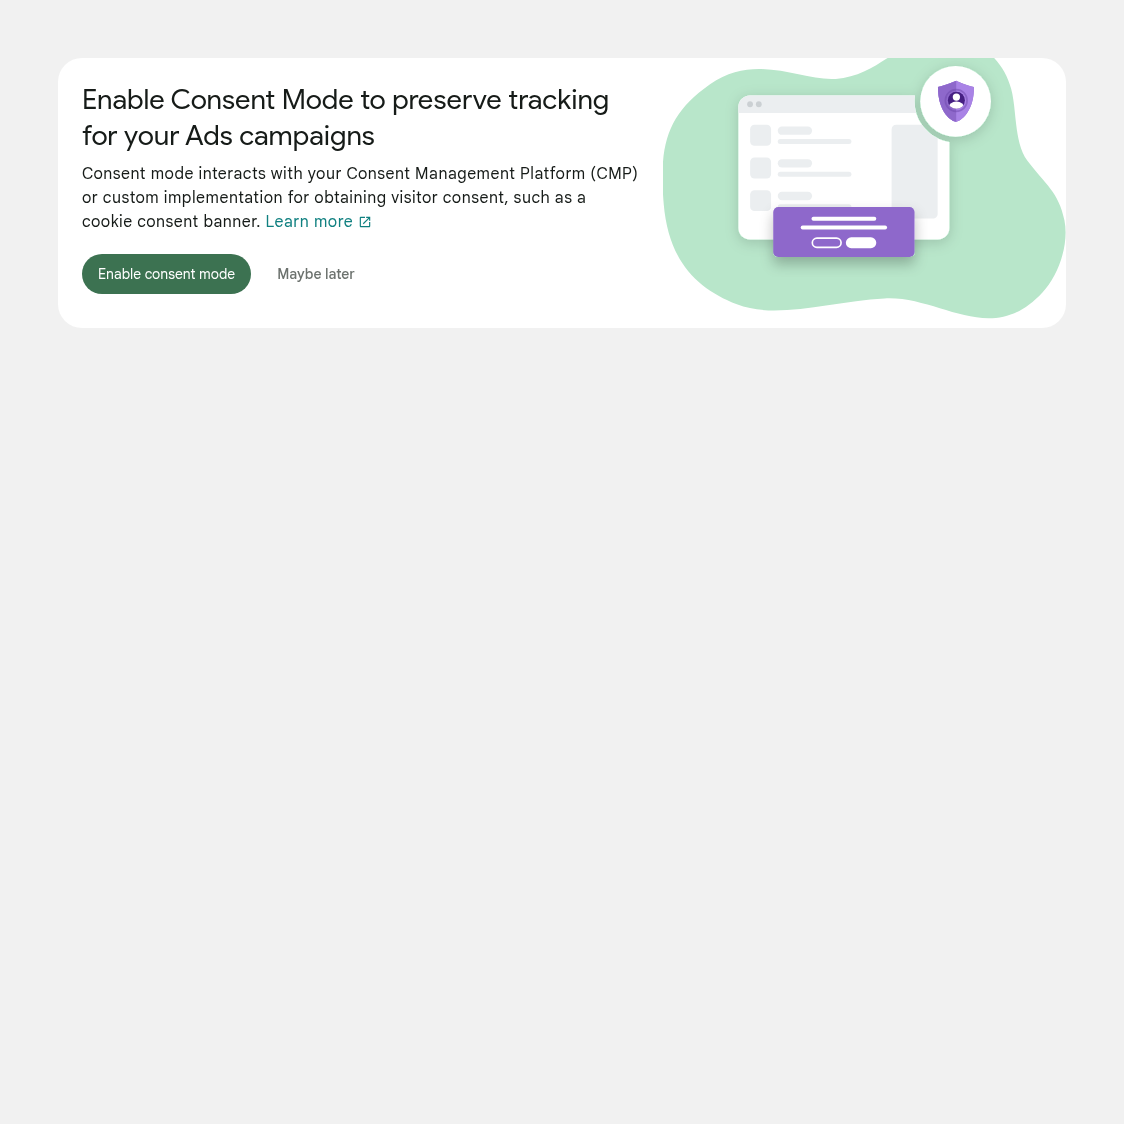 Enable Consent Mode to preserve tracking
for your Ads campaigns
Consent mode interacts with your Consent Management Platform (CMP)
or custom implementation for obtaining visitor consent, such as a
cookie consent banner. Learn more
Enable consent mode
Maybe later